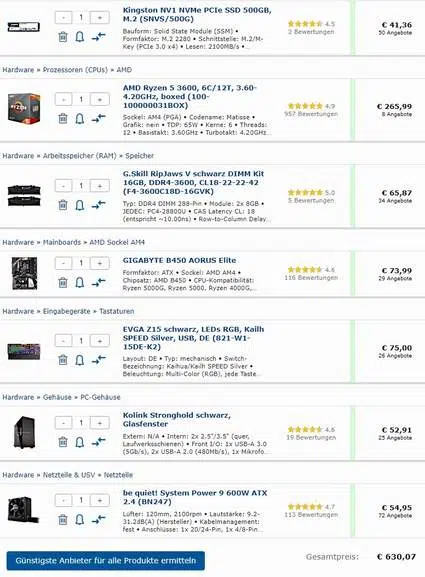 Kingston NV1 NVMe PCIe SSD 500GB,
M.2 (SNVS/500G)
- 1 +
Bauform: Solid State Module (SSM) •
Formfaktor: M.2 2280 • Schnittstelle: M.2/M-
Key (PCIe 3.0 x4) • Lesen: 2100MB/s •
4.5
2 Bewertungen
€ 41,36
50 Angebote
Hardware » Prozessoren (CPUs) » AMD
AMD Ryzen 5 3600, 6C/12T, 3.60-
4.20GHz, boxed (100-
100000031BOX)
- 1 +
Sockel: AM4 (PGA) • Codename: Matisse •
Grafik: nein • TDP: 65W • Kerne: 6 • Threads:
12 • Basistakt: 3.60GHz • Turbotakt: 4.20GHz...
4.9
957 Bewertungen
€ 265,99
8 Angebote
Hardware » Arbeitsspeicher (RAM) » Speicher
G.Skill RipJaws V schwarz DIMM Kit
16GB, DDR4-3600, CL18-22-22-42
(F4-3600C18D-16GVK)
- 1 +
Typ: DDR4 DIMM 288-Pin • Module: 2x 8GB •
JEDEC: PC4-28800U • CAS Latency CL: 18
(entspricht ~10.00ns) • Row-to-Column Delay...
5.0
5 Bewertungen
€ 65,87
34 Angebote
Hardware » Mainboards » AMD Sockel AM4
GIGABYTE B450 AORUS Elite
- 1 +
Formfaktor: ATX • Sockel: AMD AM4 •
Chipsatz: AMD B450 • CPU-Kompatibilität:
Ryzen 5000G, Ryzen 5000, Ryzen 4000G,...
4.6
116 Bewertungen
€ 73,99
29 Angebote
Hardware » Eingabegeräte » Tastaturen
EVGA Z15 schwarz, LEDs RGB, Kailh
SPEED Silver, USB, DE (821-W1-
15DE-K2)
- 1 +
Layout: DE • Typ: mechanisch • Switch-
Bezeichnung: Kaihua/Kailh SPEED Silver •
Beleuchtung: Multi-Color (RGB), jede Taste...
€ 75,00
26 Angebote
Hardware » Gehäuse » PC-Gehäuse
Kolink Stronghold schwarz,
Glasfenster
- 1 +
Extern: N/A • Intern: 2x 2.5"/3.5" (quer,
Laufwerksschienen) • Front I/O: 1x USB-A 3.0
(5Gb/s), 2x USB-A 2.0 (480Mb/s), 1x Mikrofo...
4.6
19 Bewertungen
€ 52,91
25 Angebote
Hardware » Netzteile & USV » Netzteile
be quiet! System Power 9 600W ATX
2.4 (BN247)
- 1 +
Lüfter: 120mm, 2100rpm • Lautstärke: 9.2-
31.2dB(A) (Hersteller) • Kabelmanagement:
fest • Anschlüsse: 1x 20/24-Pin, 1x 4/8-Pin...
4.7
113 Bewertungen
€ 54,95
72 Angebote
Günstigste Anbieter für alle Produkte ermitteln
Gesamtpreis: € 630,07